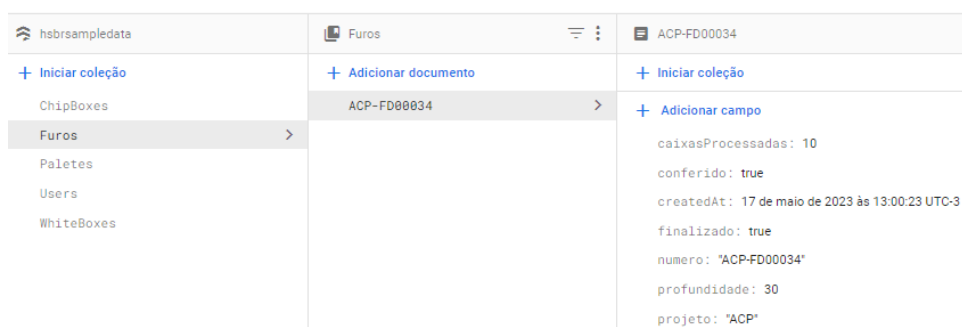 hsbrsampledata
Iniciar coleção
ChipBoxes
Furos
Paletes
Users
WhiteBoxes
Furos
Adicionar documento
ACP-FD00034
ACP-FD00034
Iniciar coleção
Adicionar campo
caixasProcessadas: 10
conferido: true
createdAt: 17 de maio de 2023 às 13:00:23 UTC-3
finalizado: true
numero: "ACP-FD00034"
profundidade: 30
projeto: "ACP"